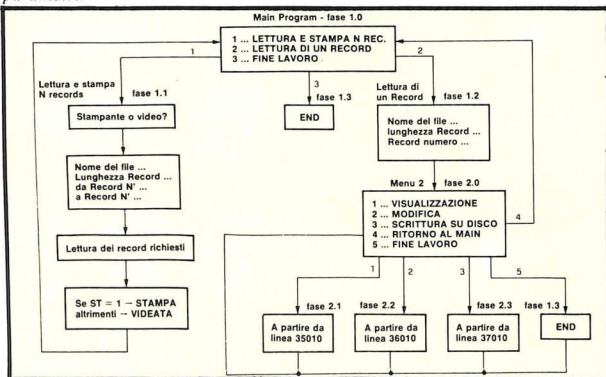 Main Program - fase 1.0
1 ... LETTURA E STAMPA N REC.
2 ... LETTURA DI UN RECORD
3 ... FINE LAVORO
1
2
3
Lettura e stampa
N records
fase 1.1
Stampante o video?
Nome del file ...
Lunghezza Record ...
da Record N' ...
a Record N' ...
Lettura dei record richiesti
Se ST = 1 → STAMPA
altrimenti → VIDEATA
fase 1.3
END
Lettura di
un Record
fase 1.2
Nome del file ...
lunghezza Record ...
Record numero ...
Menu 2
fase 2.0
1 ... VISUALIZZAZIONE
2 ... MODIFICA
3 ... SCRITTURA SU DISCO
4 ... RITORNO AL MAIN
5 ... FINE LAVORO
4
1
2
3
5
fase 2.1
A partire da
linea 35010
fase 2.2
A partire da
linea 36010
fase 2.3
A partire da
linea 37010
fase 1.3
END